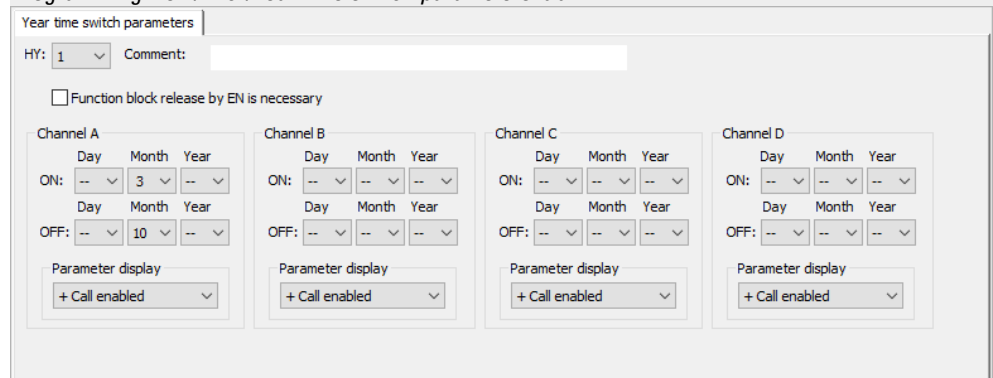 Year time switch parameters
HY: 1 Comment:
Function block release by EN is necessary
Channel A Channel B Channel C Channel D
Day Month Year Day Month Year Day Month Year Day Month Year
ON: -- 3 -- ON: -- -- -- ON: -- -- -- ON: -- -- --
Day Month Year Day Month Year Day Month Year Day Month Year
OFF: -- 10 -- OFF: -- -- -- OFF: -- -- -- OFF: -- -- --
Parameter display Parameter display Parameter display Parameter display
+ Call enabled + Call enabled + Call enabled + Call enabled